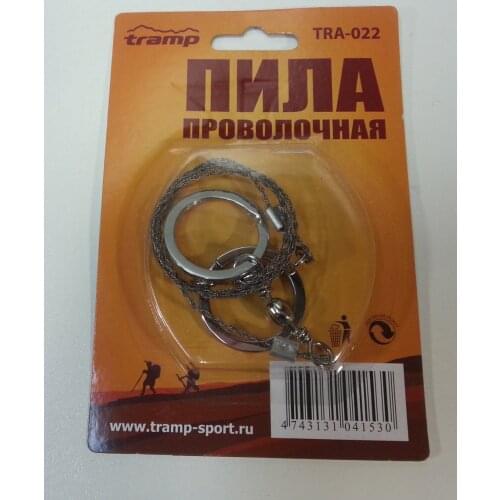 tramp
TRA-022
ПИЛА
ПРОВОЛОЧНАЯ
www.tramp-sport.ru
4 743131 041530